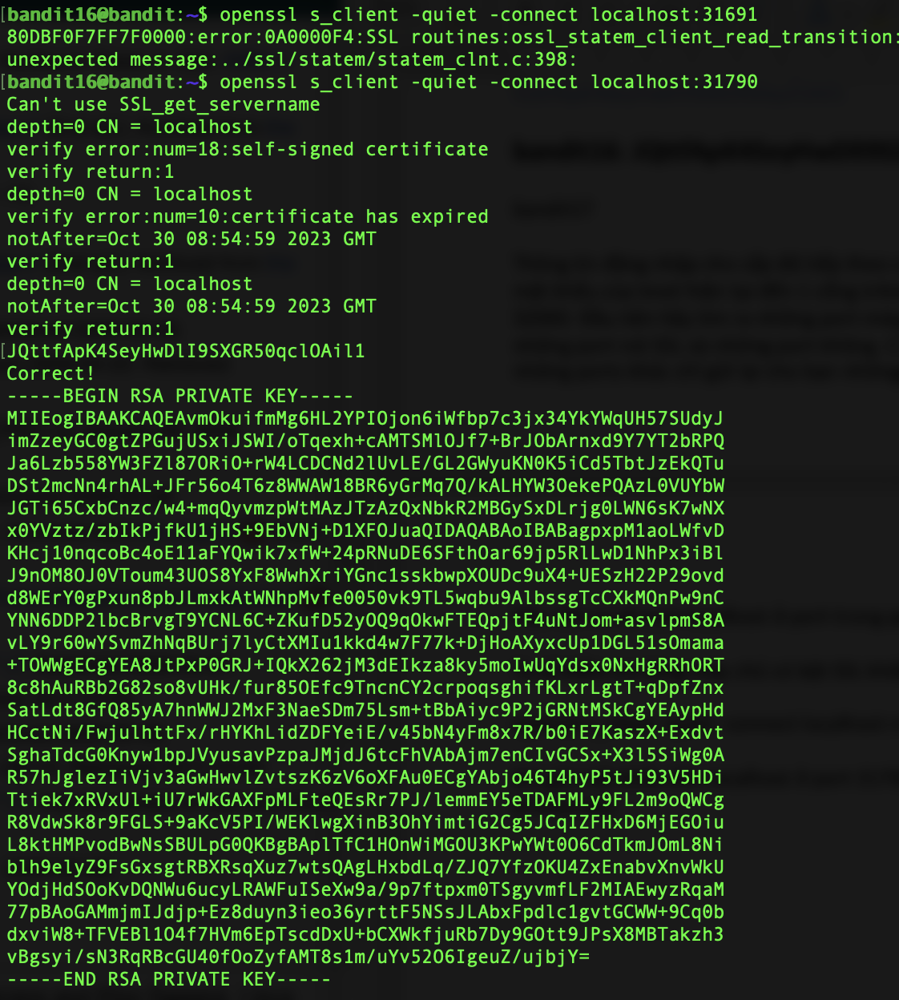 [bandit16@bandit:~$ openssl s_client -quiet -connect localhost:31691
80DBF0F7FF7F0000:error:0A0000F4:SSL routines:ossl_statem_client_read_transition:
unexpected message:../ssl/statem/statem_clnt.c:398:
[bandit16@bandit:~$ openssl s_client -quiet -connect localhost:31790
Can't use SSL_get_servername
depth=0 CN = localhost
verify error:num=18:self-signed certificate
verify return:1
depth=0 CN = localhost
verify error:num=10:certificate has expired
notAfter=Oct 30 08:54:59 2023 GMT
verify return:1
depth=0 CN = localhost
notAfter=Oct 30 08:54:59 2023 GMT
verify return:1
[JQttfApK4SeyHwDlI9SXGR50qclOAil1
Correct!
-----BEGIN RSA PRIVATE KEY-----
MIIEogIBAAKCAQEAvmOkuifmMg6HL2YPIOjon6iWfbp7c3jx34YkYWqUH57SUdyJ
imZzeyGC0gtZPGujUSxiJSWI/oTqexh+cAMTSMlOJf7+BrJObArnxd9Y7YT2bRPQ
Ja6Lzb558YW3FZl87ORiO+rW4LCDCNd2lUvLE/GL2GWyuKN0K5iCd5TbtJzEkQTu
DSt2mcNn4rhAL+JFr56o4T6z8WWAW18BR6yGrMq7Q/kALHYW3OekePQAzL0VUYbW
JGTi65CxbCnzc/w4+mqQyvmzpWtMAzJTzAzQxNbkR2MBGySxDLrjg0LWN6sK7wNX
x0YVztz/zbIkPjfkU1jHS+9EbVNj+D1XFOJuaQIDAQABAoIBABagpxpM1aoLWfvD
KHcj10nqcoBc4oE11aFYQwik7xfW+24pRNuDE6SFthOar69jp5RlLwD1NhPx3iBl
J9nOM8OJ0VToum43UOS8YxF8WwhXriYGnc1sskbwpXOUDc9uX4+UESzH22P29ovd
d8WErY0gPxun8pbJLmxkAtWNhpMvfe0050vk9TL5wqbu9AlbssgTcCXkMQnPw9nC
YNN6DDP2lbcBrvgT9YCNL6C+ZKufD52yOQ9qOkwFTEQpjtF4uNtJom+asvlpmS8A
vLY9r60wYSvmZhNqBUrj7lyCtXMIu1kkd4w7F77k+DjHoAXyxcUp1DGL51sOmama
+TOWWgECgYEA8JtPxP0GRJ+IQkX262jM3dEIkza8ky5moIwUqYdsx0NxHgRRhORT
8c8hAuRBb2G82so8vUHk/fur85OEfc9TncnCY2crpoqsghifKLxrLgtT+qDpfZnx
SatLdt8GfQ85yA7hnWWJ2MxF3NaeSDm75Lsm+tBbAiyc9P2jGRNtMSkCgYEAypHd
HCctNi/FwjulhttFx/rHYKhLidZDFYeiE/v45bN4yFm8x7R/b0iE7KaszX+Exdvt
SghaTdcG0Knyw1bpJVyusavPzpaJMjdJ6tcFhVAbAjm7enCIvGCSx+X3l5SiWg0A
R57hJglezIiVjv3aGwHwvlZvtszK6zV6oXFAu0ECgYAbjo46T4hyP5tJi93V5HDi
Ttiek7xRVxUl+iU7rWkGAXFpMLFteQEsRr7PJ/lemmEY5eTDAFMLy9FL2m9oQWCg
R8VdwSk8r9FGLS+9aKcV5PI/WEKlwgXinB3OhYimtiG2Cg5JCqIZFHxD6MjEGOiu
L8ktHMPvodBwNsSBULpG0QKBgBAplTfC1HOnWiMGOU3KPwYWt0O6CdTkmJOmL8Ni
blh9elyZ9FsGxsgtRBXRsqXuz7wtsQAgLHxbdLq/ZJQ7YfzOKU4ZxEnabvXnvWkU
YOdjHdSOoKvDQNWu6ucyLRAWFuISeXw9a/9p7ftpxm0TSgyvmfLF2MIAEwyzRqaM
77pBAoGAMmjmIJdjp+Ez8duyn3ieo36yrttF5NSsJLAbxFpdlc1gvtGCWW+9Cq0b
dxviW8+TFVEBl1O4f7HVm6EpTscdDxU+bCXWkfjuRb7Dy9GOtt9JPsX8MBTakzh3
vBgsyi/sN3RqRBcGU40fOoZyfAMT8s1m/uYv52O6IgeuZ/ujbjY=
-----END RSA PRIVATE KEY-----